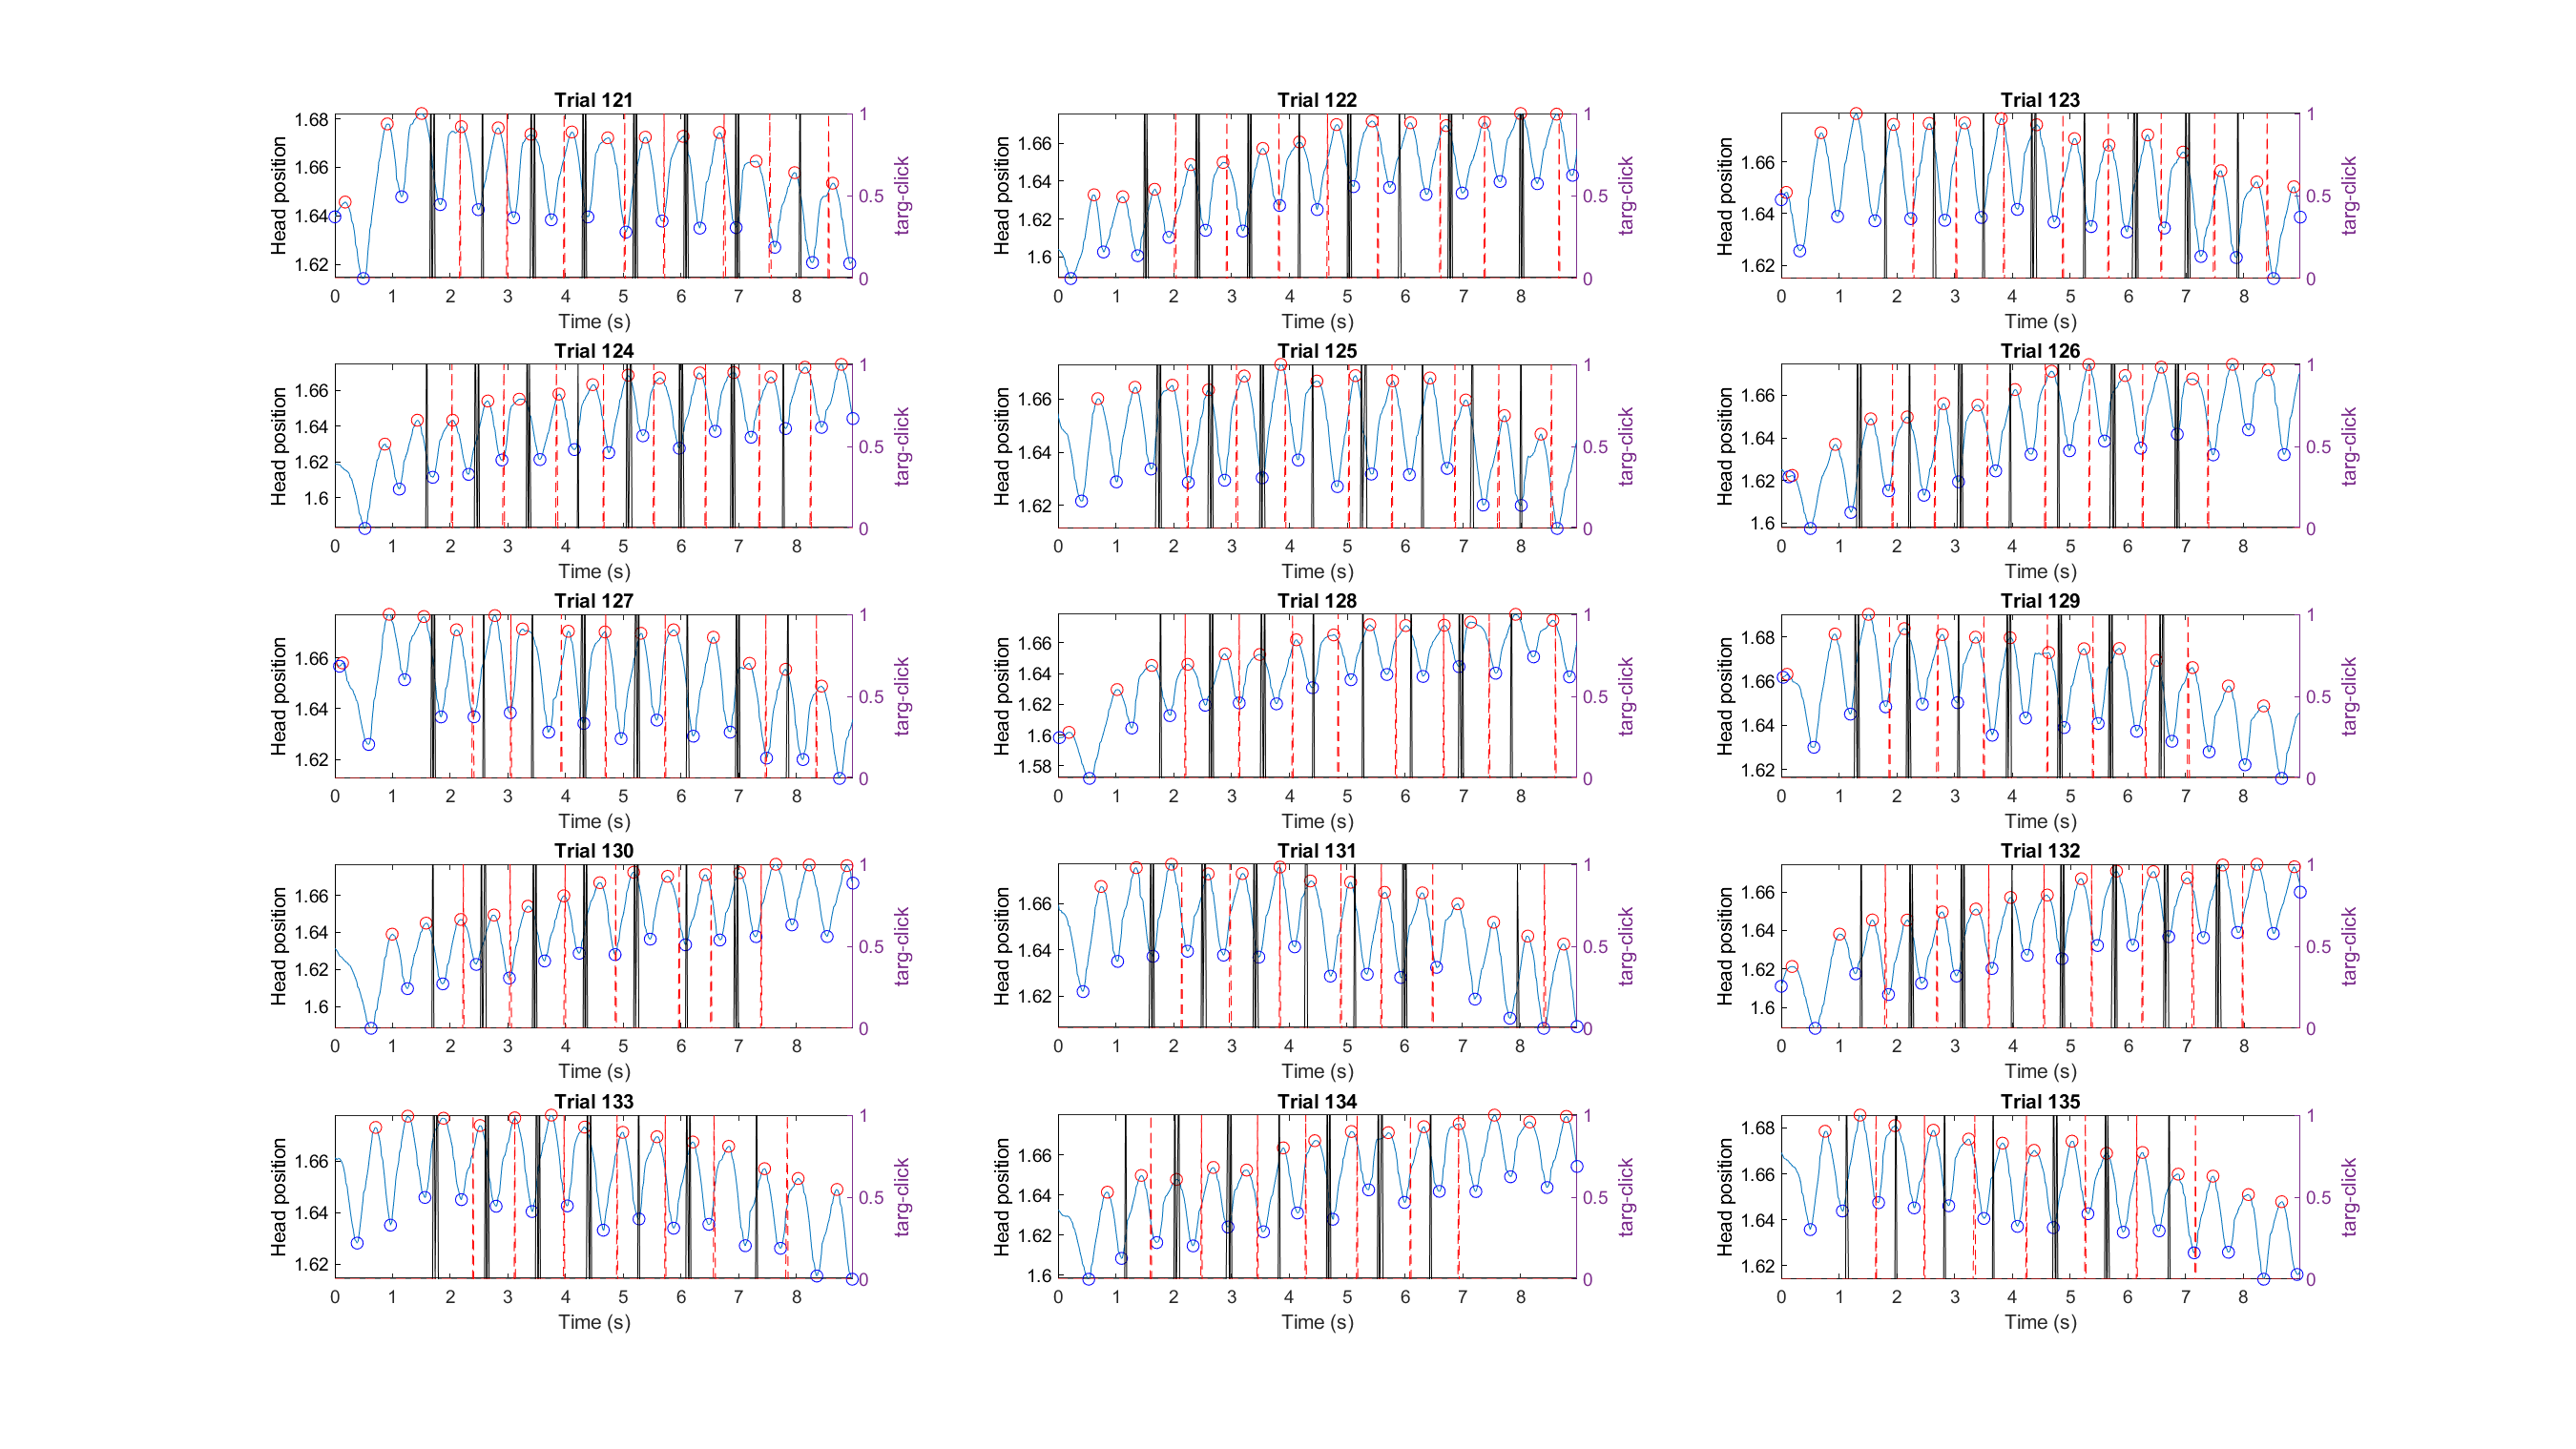 Trial 121
Head position
1.68
1.66
1.64
1.62
0 1 2 3 4 5 6 7 8
Time (s)
1
0.5
0
targ-click
Trial 122
Head position
1.66
1.64
1.62
1.6
0 1 2 3 4 5 6 7 8
Time (s)
1
0.5
0
targ-click
Trial 123
Head position
1.66
1.64
1.62
0 1 2 3 4 5 6 7 8
Time (s)
1
0.5
0
targ-click
Trial 124
Head position
1.66
1.64
1.62
1.6
0 1 2 3 4 5 6 7 8
Time (s)
1
0.5
0
targ-click
Trial 125
Head position
1.66
1.64
1.62
0 1 2 3 4 5 6 7 8
Time (s)
1
0.5
0
targ-click
Trial 126
Head position
1.66
1.64
1.62
1.6
0 1 2 3 4 5 6 7 8
Time (s)
1
0.5
0
targ-click
Trial 127
Head position
1.66
1.64
1.62
0 1 2 3 4 5 6 7 8
Time (s)
1
0.5
0
targ-click
Trial 128
Head position
1.66
1.64
1.62
1.6
1.58
0 1 2 3 4 5 6 7 8
Time (s)
1
0.5
0
targ-click
Trial 129
Head position
1.68
1.66
1.64
1.62
0 1 2 3 4 5 6 7 8
Time (s)
1
0.5
0
targ-click
Trial 130
Head position
1.66
1.64
1.62
1.6
0 1 2 3 4 5 6 7 8
Time (s)
1
0.5
0
targ-click
Trial 131
Head position
1.66
1.64
1.62
0 1 2 3 4 5 6 7 8
Time (s)
1
0.5
0
targ-click
Trial 132
Head position
1.66
1.64
1.62
1.6
0 1 2 3 4 5 6 7 8
Time (s)
1
0.5
0
targ-click
Trial 133
Head position
1.66
1.64
1.62
0 1 2 3 4 5 6 7 8
Time (s)
1
0.5
0
targ-click
Trial 134
Head position
1.66
1.64
1.62
1.6
0 1 2 3 4 5 6 7 8
Time (s)
1
0.5
0
targ-click
Trial 135
Head position
1.68
1.66
1.64
1.62
0 1 2 3 4 5 6 7 8
Time (s)
1
0.5
0
targ-click